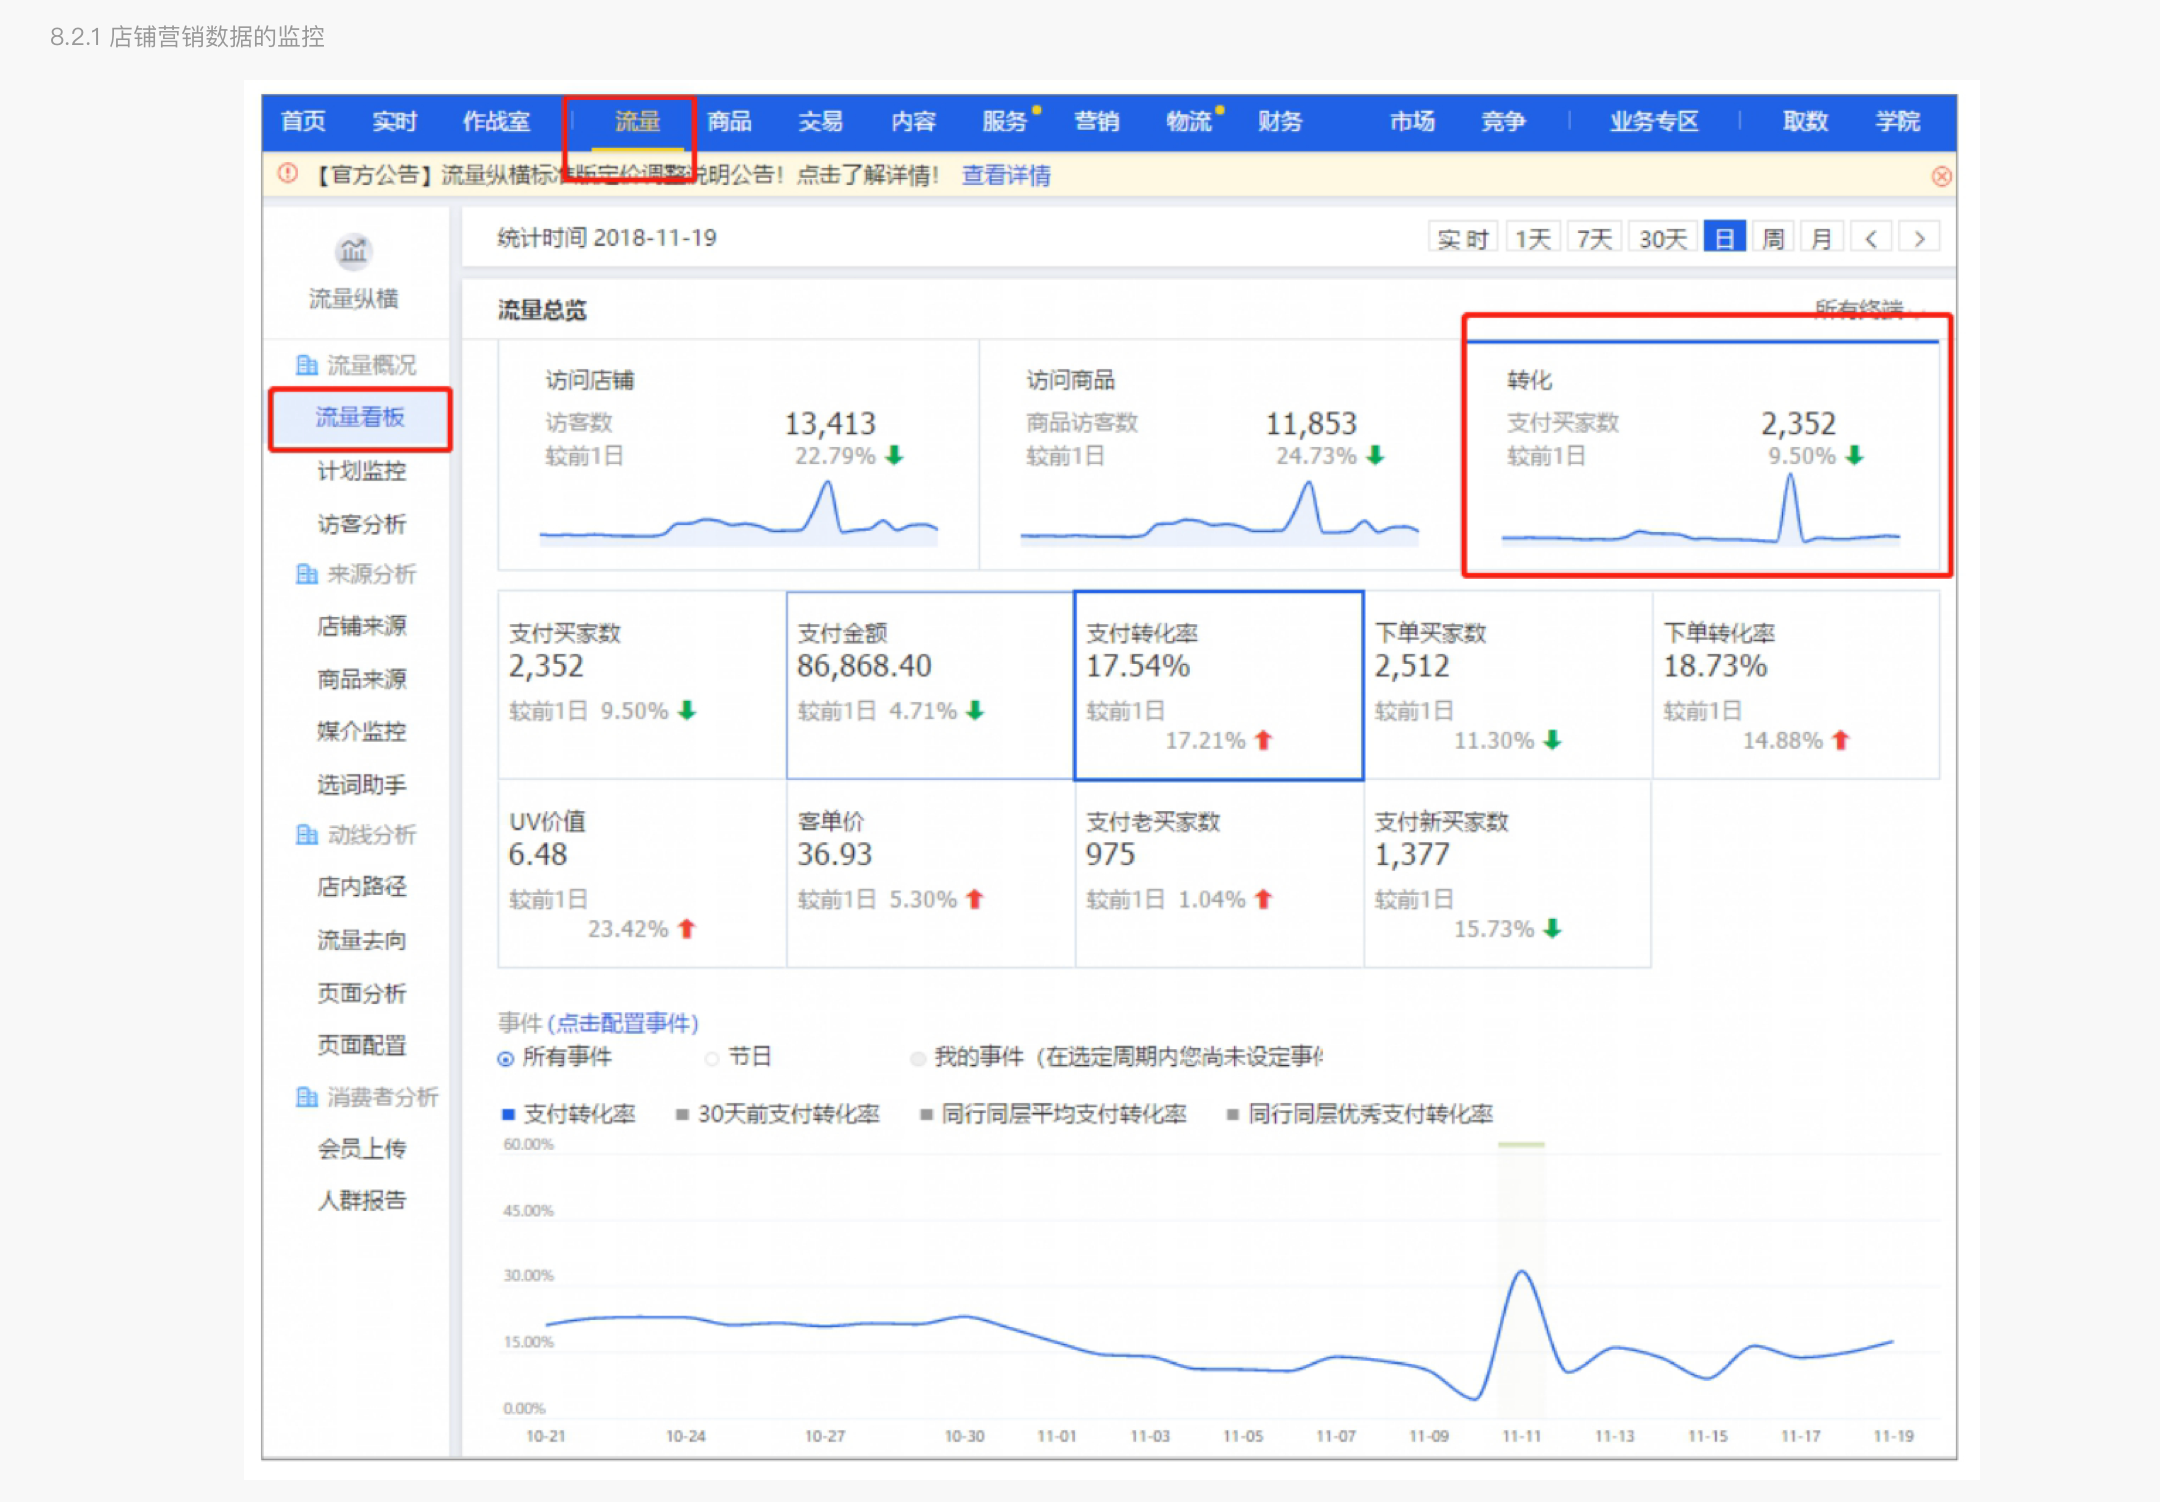 8.2.1 店铺营销数据的监控
首页 实时 作战室 流量 商品 交易 内容 服务 营销 物流 财务 市场 竞争 业务专区 取数 学院
【官方公告】流量纵横标准版定价调整说明公告！点击了解详情！ 查看详情
流量纵横
流量概况
流量看板
计划监控
访客分析
来源分析
店铺来源
商品来源
媒介监控
选词助手
动线分析
店内路径
流量去向
页面分析
页面配置
消费者分析
会员上传
人群报告
统计时间 2018-11-19
实时 1天 7天 30天 日 周 月
流量总览
所有终端
访问店铺
访客数 13,413
较前1日 22.79%
访问商品
商品访客数 11,853
较前1日 24.73%
转化
支付买家数 2,352
较前1日 9.50%
支付买家数
2,352
较前1日 9.50%
支付金额
86,868.40
较前1日 4.71%
支付转化率
17.54%
较前1日
17.21%
下单买家数
2,512
较前1日
11.30%
下单转化率
18.73%
较前1日
14.88%
UV价值
6.48
较前1日
23.42%
客单价
36.93
较前1日 5.30%
支付老买家数
975
较前1日 1.04%
支付新买家数
1,377
较前1日
15.73%
事件(点击配置事件)
所有事件 节日 我的事件（在选定周期内您尚未设定事件
支付转化率 30天前支付转化率 同行同层平均支付转化率 同行同层优秀支付转化率
60.00%
45.00%
30.00%
15.00%
0.00%
10-21 10-24 10-27 10-30 11-01 11-03 11-05 11-07 11-09 11-11 11-13 11-15 11-17 11-19